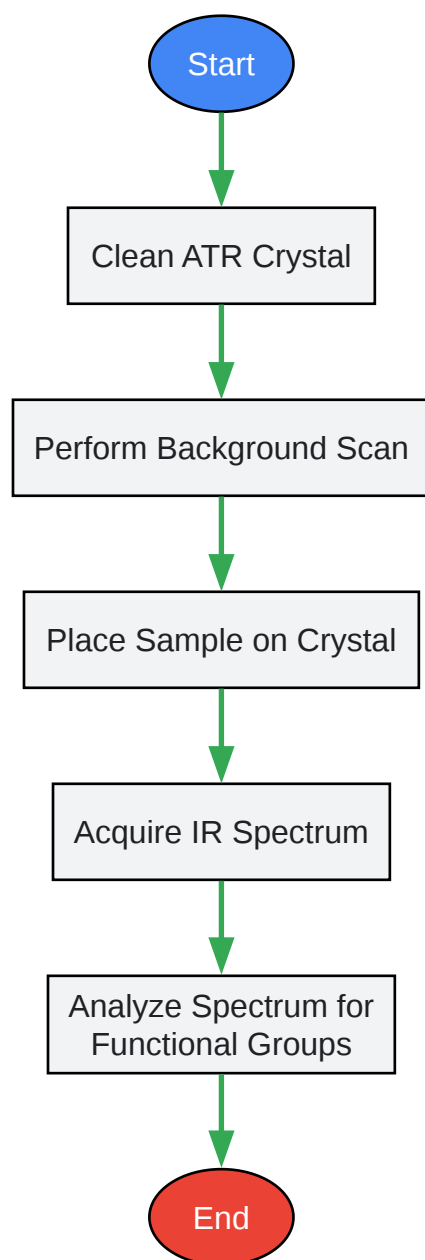 Start
Clean ATR Crystal
Perform Background Scan
Place Sample on Crystal
Acquire IR Spectrum
Analyze Spectrum for
Functional Groups
End